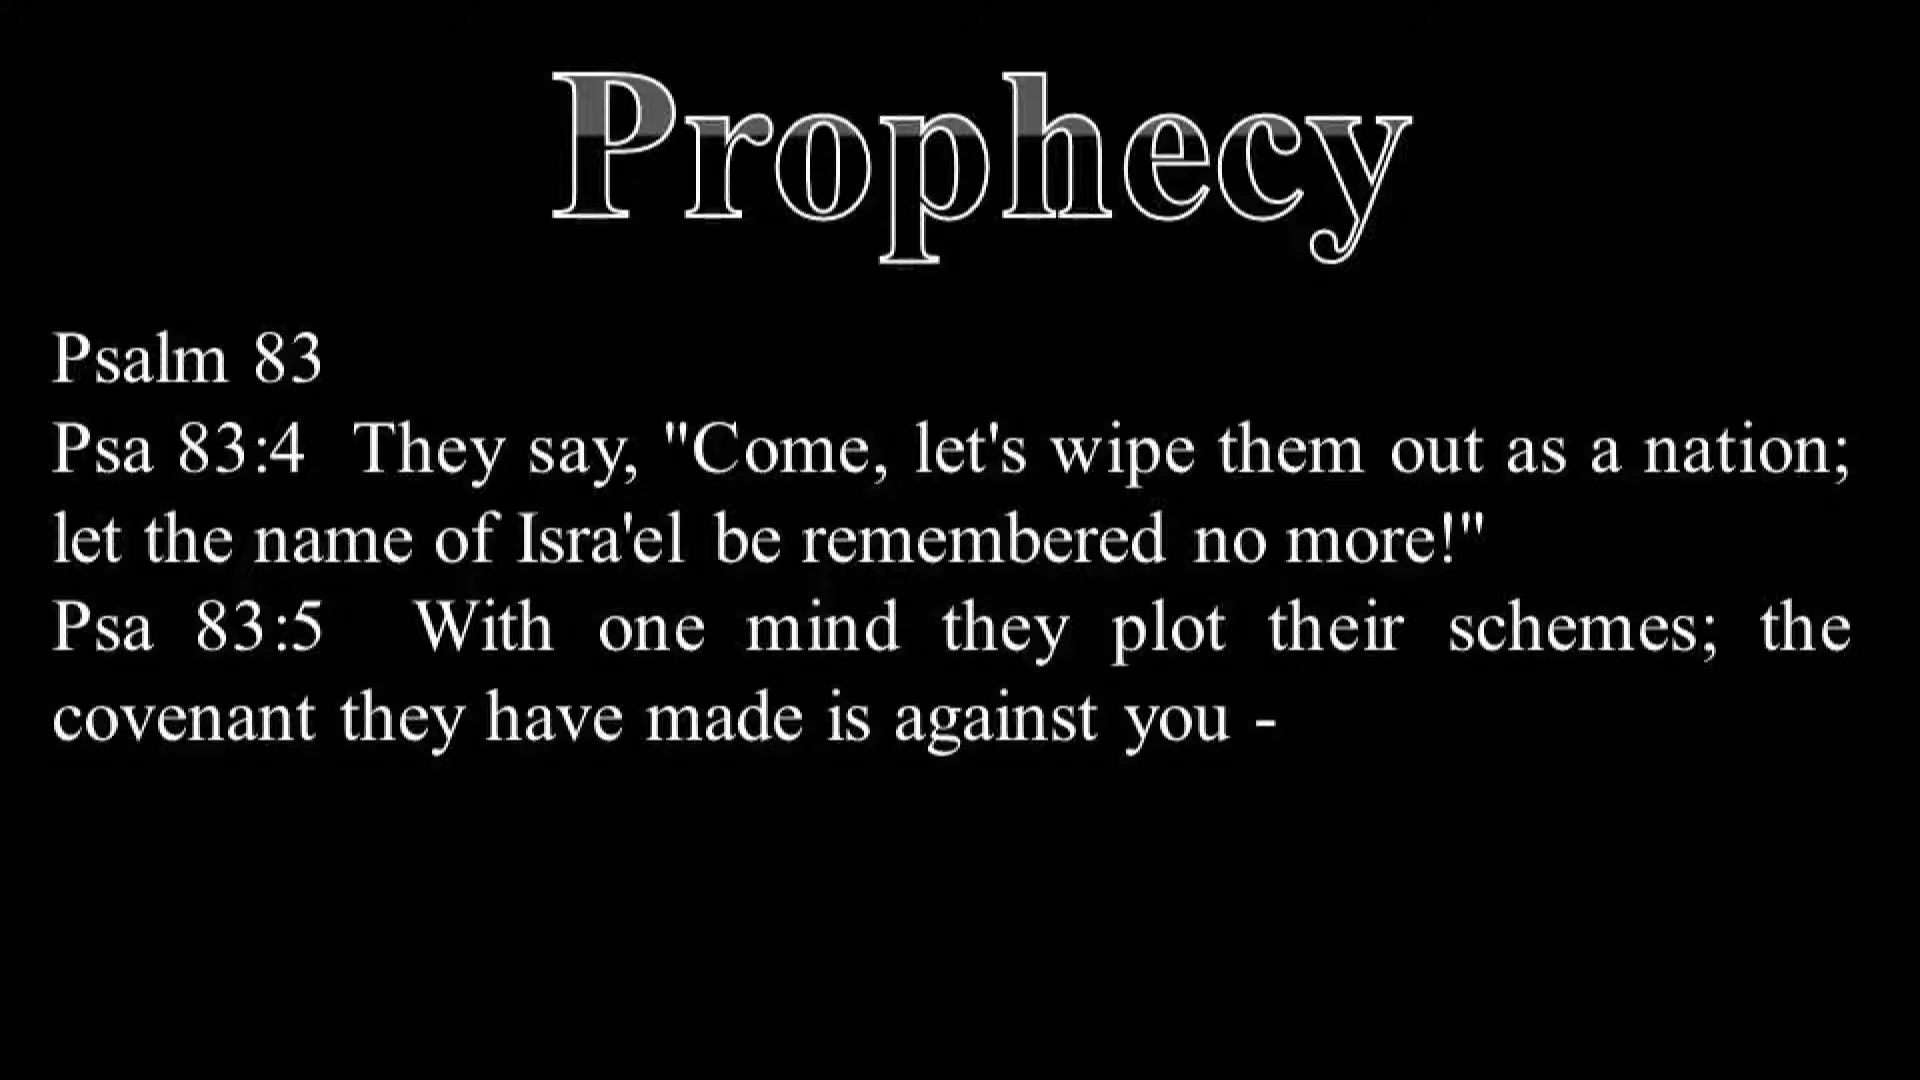 Prophecy
Psalm 83
Psa 83:4 They say, "Come, let's wipe them out as a nation;
let the name of Isra'el be remembered no more!"
Psa 83:5 With one mind they plot their schemes; the
covenant they have made is against you -